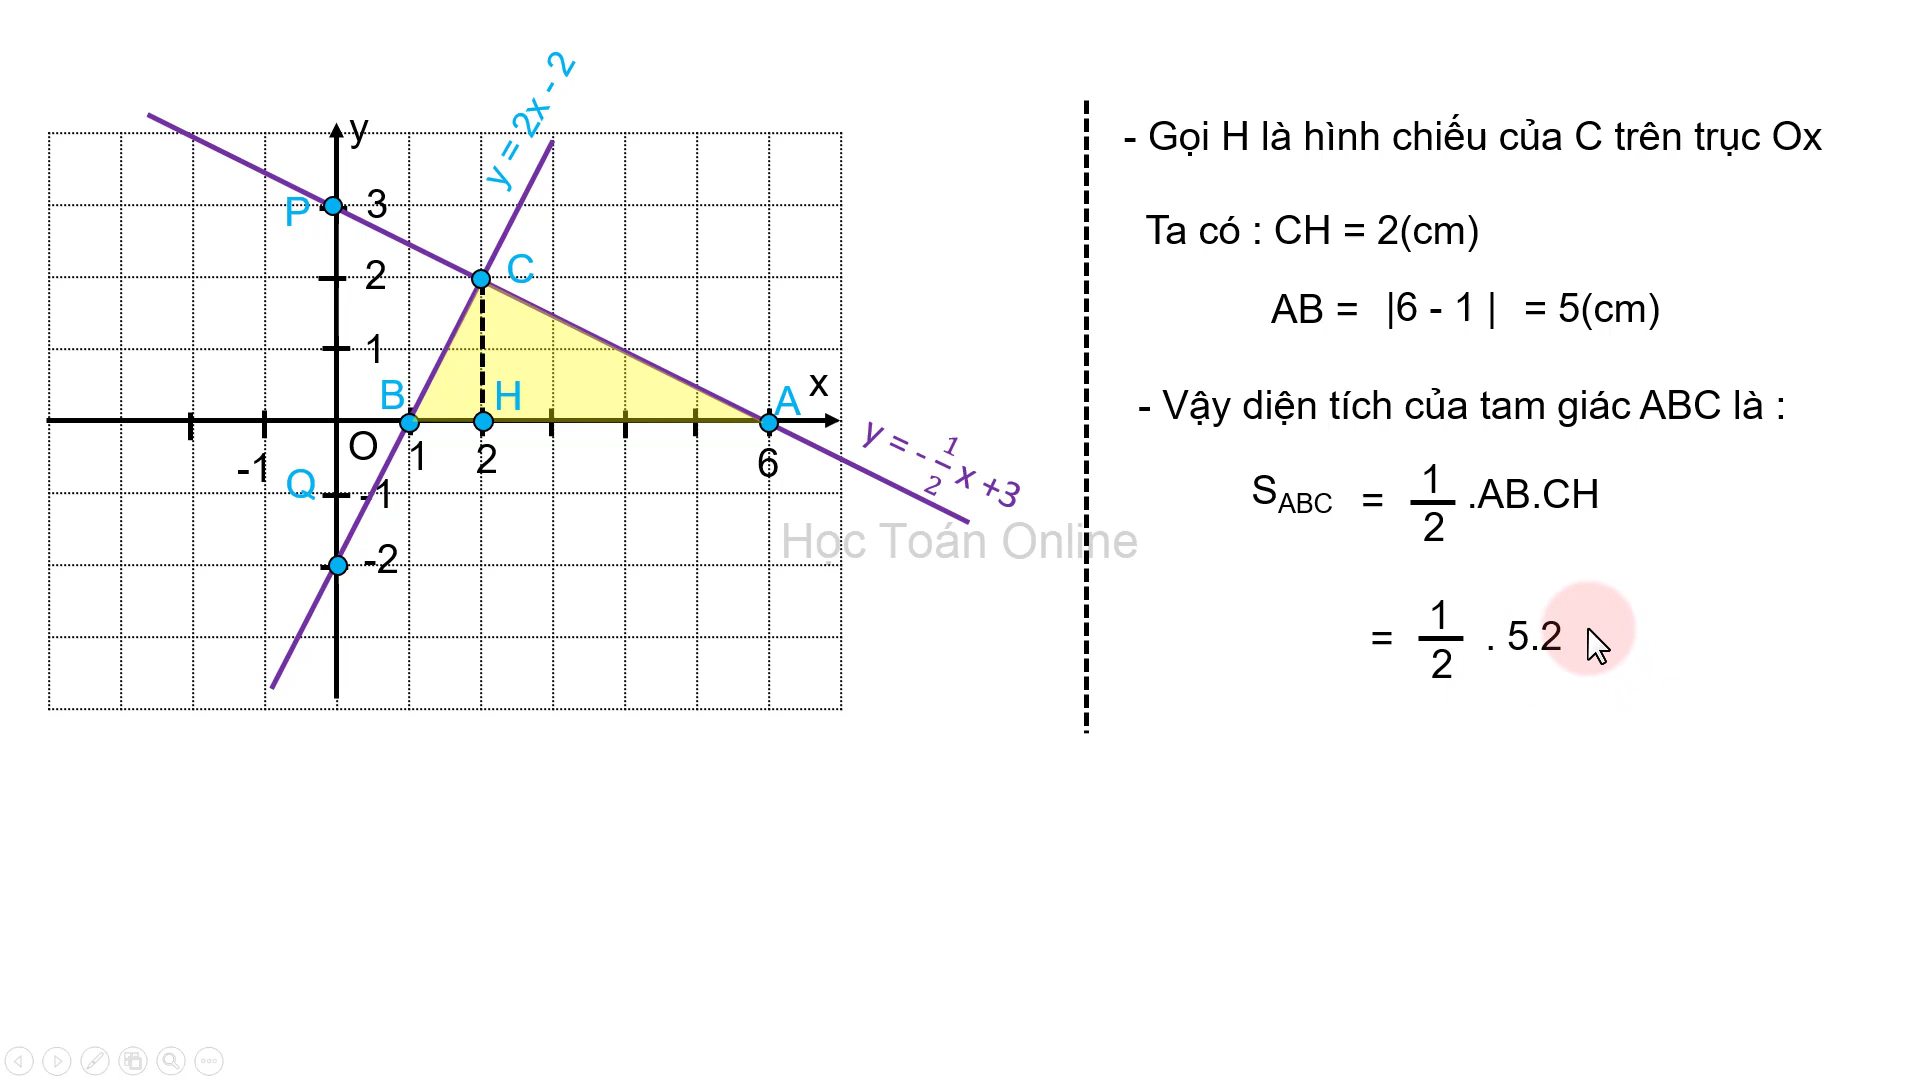 y = 2x - 2
y
P
3
2
C
1
B
H
A
x
O
-1
1
2
6
Q
-1
-2
y = - 1/2 x +3
Học Toán Online
- Gọi H là hình chiếu của C trên trục Ox
Ta có : CH = 2(cm)
AB = |6 - 1 | = 5(cm)
- Vậy diện tích của tam giác ABC là :
S_ABC = 1/2 .AB.CH
= 1/2 . 5.2